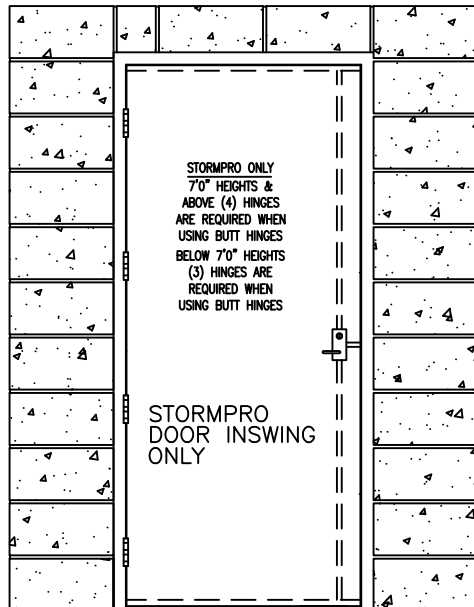 STORMPRO ONLY
7'0" HEIGHTS &
ABOVE (4) HINGES
ARE REQUIRED WHEN
USING BUTT HINGES
BELOW 7'0" HEIGHTS
(3) HINGES ARE
REQUIRED WHEN
USING BUTT HINGES
STORMPRO
DOOR INSWING
ONLY